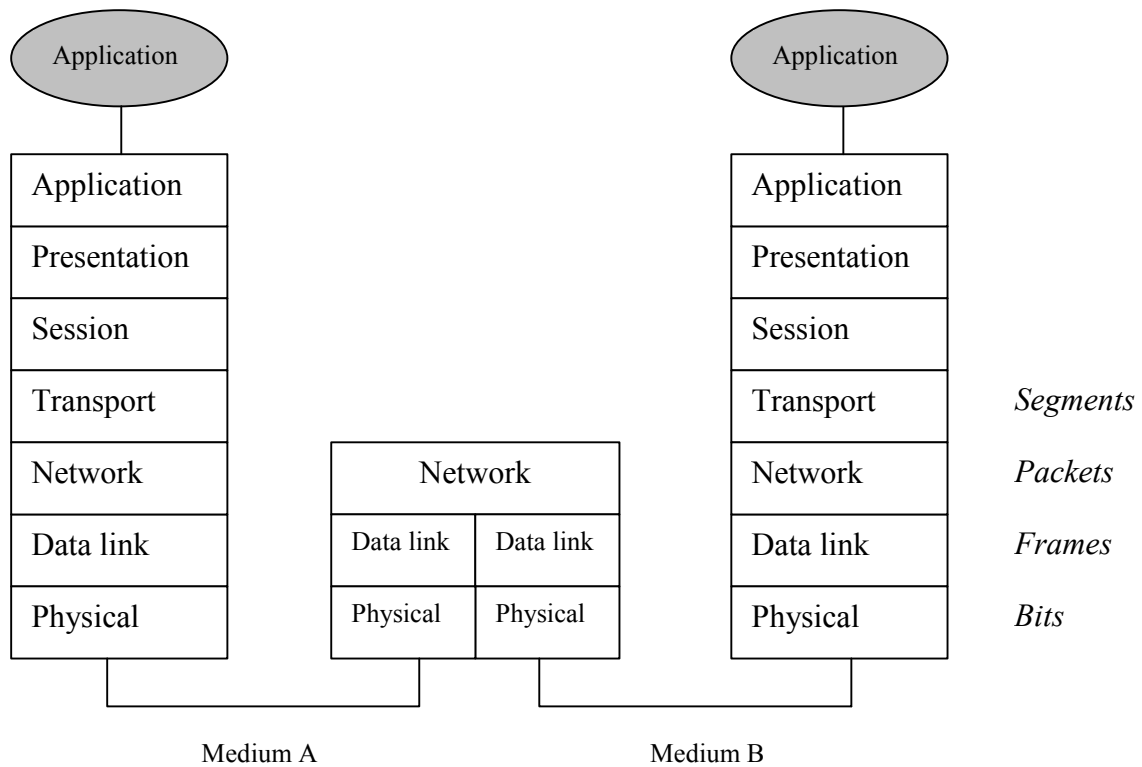 Application Application
Application Application
Presentation Presentation
Session Session
Transport Transport Segments
Network Network Network Packets
Data link Data link Data link Data link Frames
Physical Physical Physical Physical Bits
Medium A Medium B